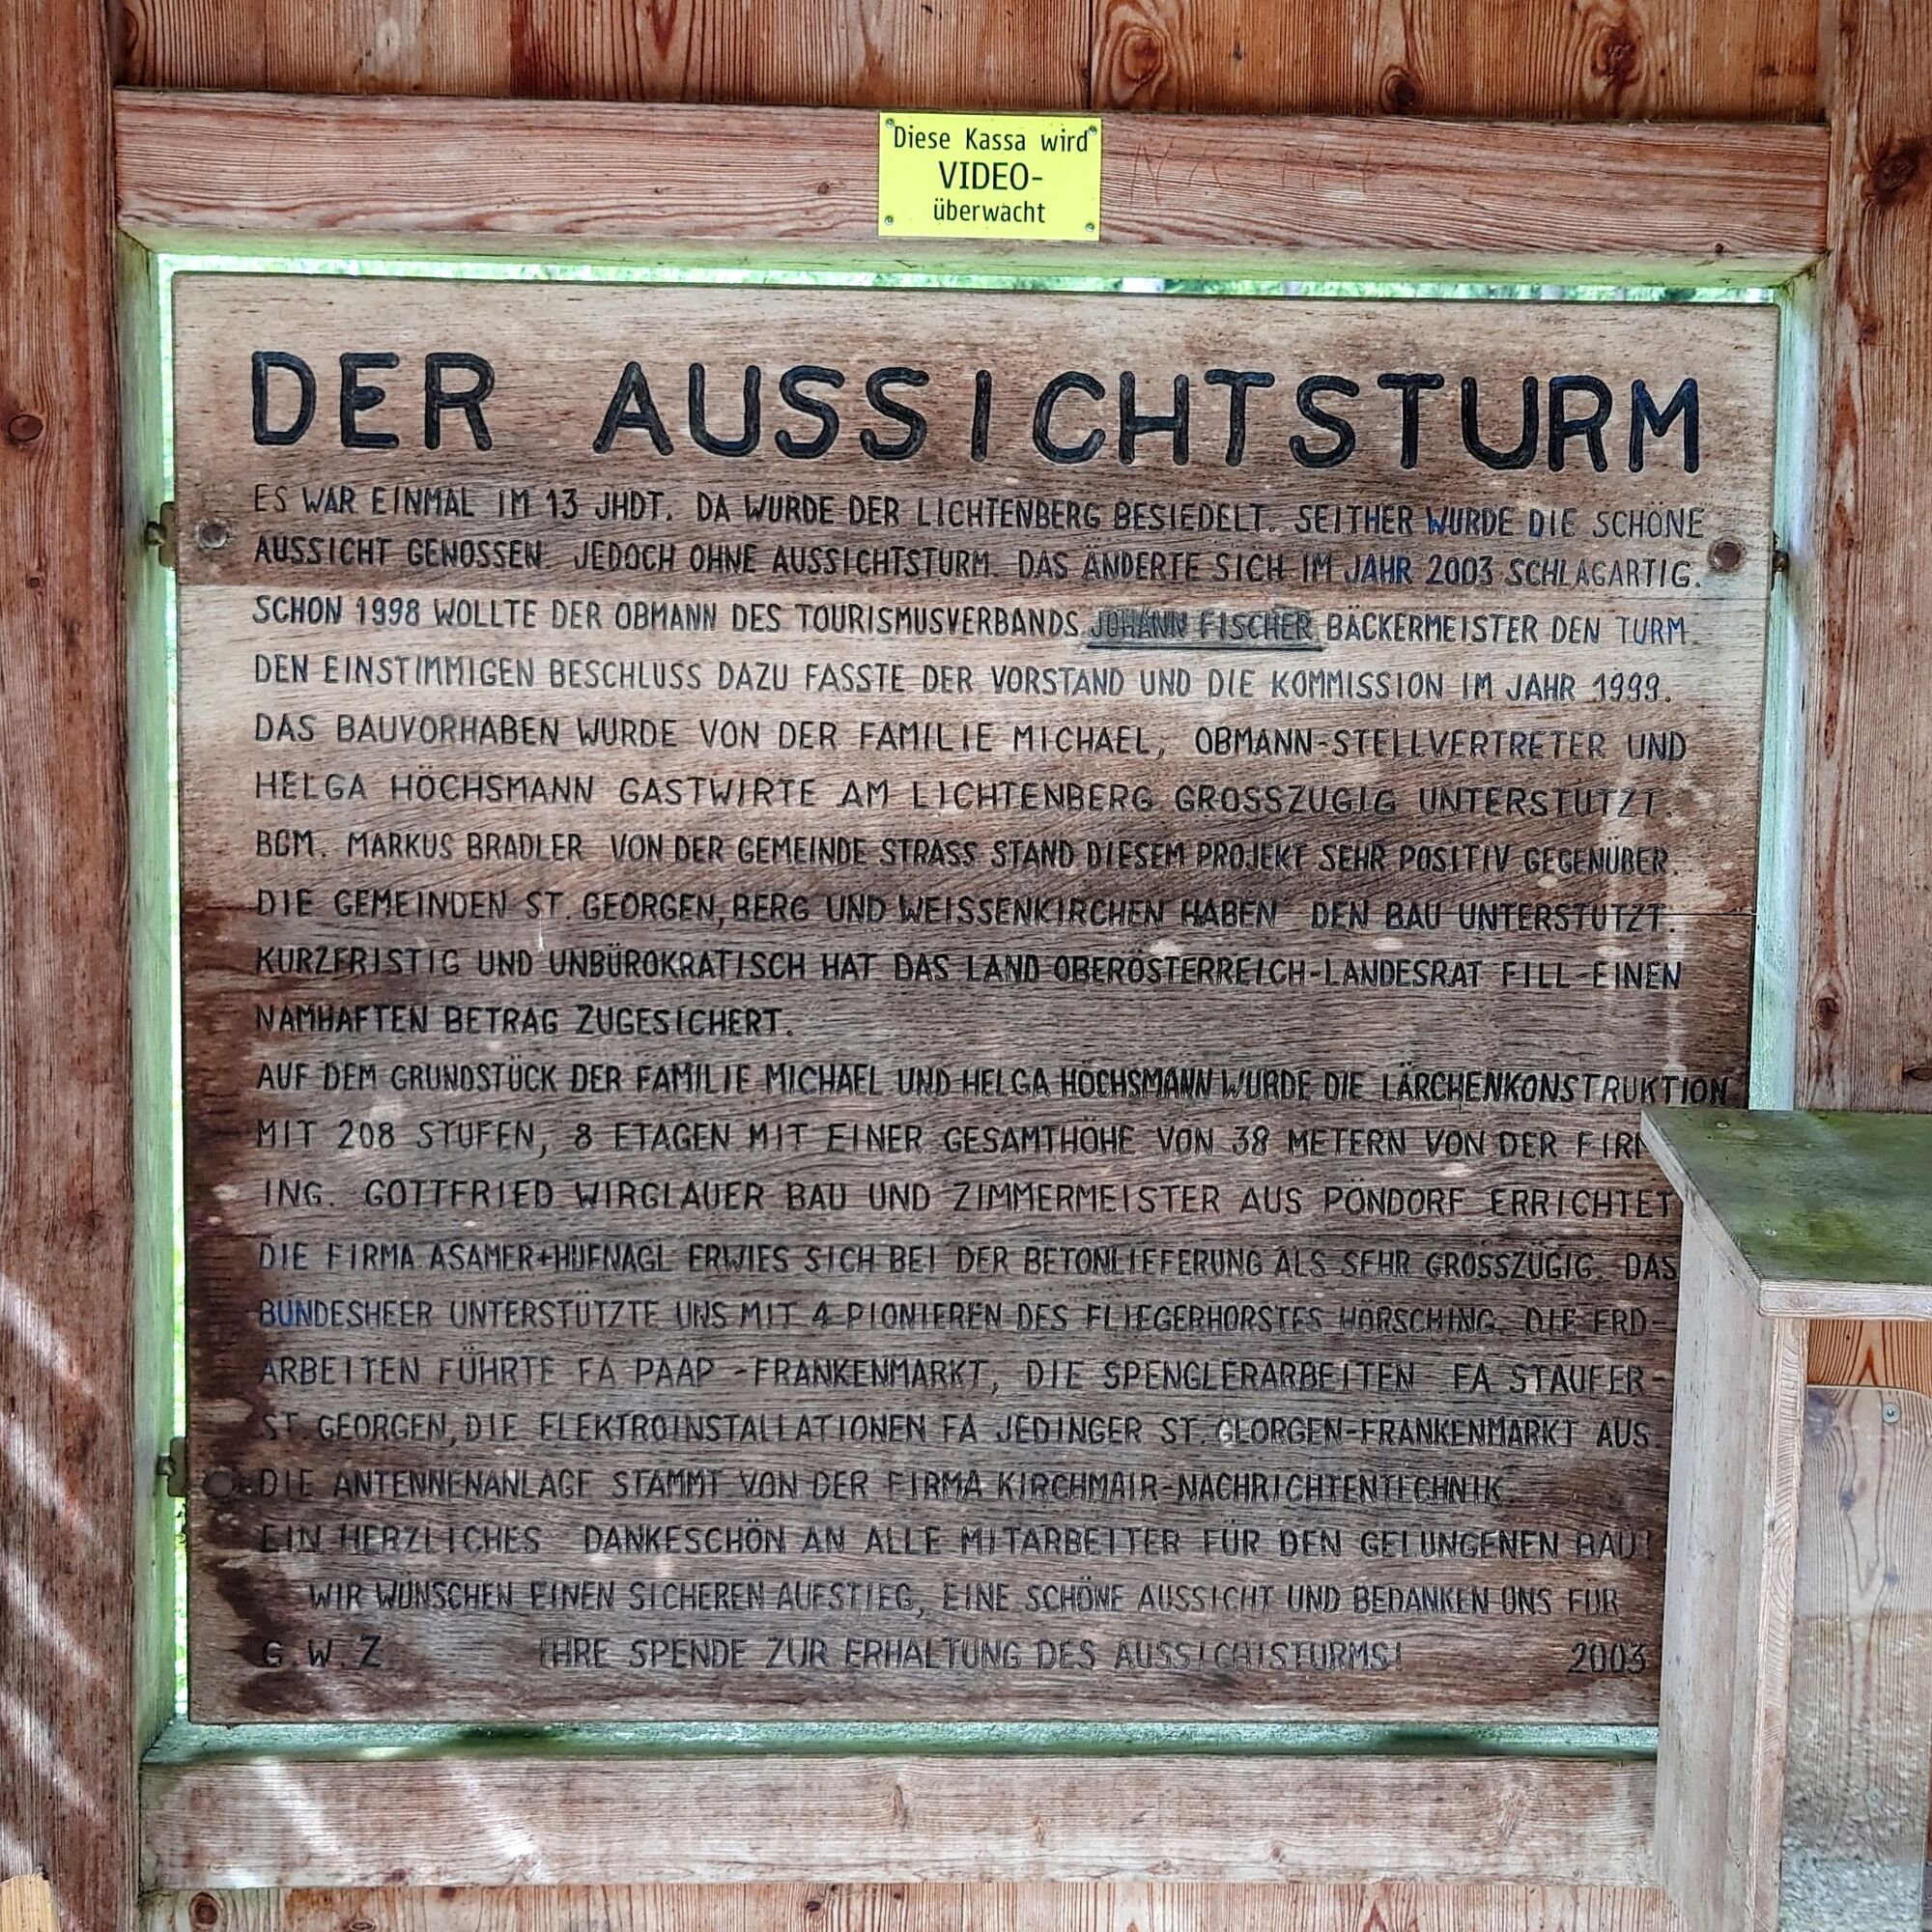 Diese Kassa wird
VIDEO-
überwacht
DER AUSSICHTSTURM
ES WAR EINMAL IM 13 JHDT. DA WURDE DER LICHTENBERG BESIEDELT. SEITHER WURDE DIE SCHÖNE
AUSSICHT GENOSSEN. JEDOCH OHNE AUSSICHTSTURM. DAS ÄNDERTE SICH IM JAHR 2003 SCHLAGARTIG.
SCHON 1998 WOLLTE DER OBMANN DES TOURISMUSVERBANDS JOHANN FISCHER BÄCKERMEISTER DEN TURM.
DEN EINSTIMMIGEN BESCHLUSS DAZU FASSTE DER VORSTAND UND DIE KOMMISSION IM JAHR 1999.
DAS BAUVORHABEN WURDE VON DER FAMILIE MICHAEL, OBMANN-STELLVERTRETER UND
HELGA HÖCHSMANN GASTWIRTE AM LICHTENBERG GROSSZÜGIG UNTERSTÜTZT.
BGM. MARKUS BRADLER VON DER GEMEINDE STRASS STAND DIESEM PROJEKT SEHR POSITIV GEGENÜBER.
DIE GEMEINDEN ST. GEORGEN, BERG UND WEISSENKIRCHEN HABEN DEN BAU UNTERSTÜTZT.
KURZFRISTIG UND UNBÜROKRATISCH HAT DAS LAND OBERÖSTERREICH-LANDESRAT FILL-EINEN
NAMHAFTEN BETRAG ZUGESICHERT.
AUF DEM GRUNDSTÜCK DER FAMILIE MICHAEL UND HELGA HÖCHSMANN WURDE DIE LÄRCHENKONSTRUKTION
MIT 208 STUFEN, 8 ETAGEN MIT EINER GESAMTHÖHE VON 38 METERN VON DER
ING. GOTTFRIED WIRGLAUER BAU UND ZIMMERMEISTER AUS PÖNDORF ERRICHTET
DIE FIRMA ASAMER+HUFNAGL ERWIES SICH BEI DER BETONLIEFERUNG ALS SEHR GROSSZÜGIG. DAS
BUNDESHEER UNTERSTÜTZTE UNS MIT 4 PIONIEREN DES FLIEGERHORSTES HÖRSCHING. DIE ERD-
ARBEITEN FÜHRTE FA PAAP -FRANKENMARKT, DIE SPENGLERARBEITEN FA STAUFER-
ST. GEORGEN, DIE ELEKTROINSTALLATIONEN FA JEDINGER ST. GEORGEN-FRANKENMARKT AUS.
DIE ANTENNENANLAGE STAMMT VON DER FIRMA KIRCHMAIR-NACHRICHTENTECHNIK.
EIN HERZLICHES DANKESCHÖN AN ALLE MITARBEITER FÜR DEN GELUNGENEN BAU!
WIR WÜNSCHEN EINEN SICHEREN AUFSTIEG, EINE SCHÖNE AUSSICHT UND BEDANKEN UNS FÜR
G.W.Z IHRE SPENDE ZUR ERHALTUNG DES AUSSICHTSTURMS! 2003